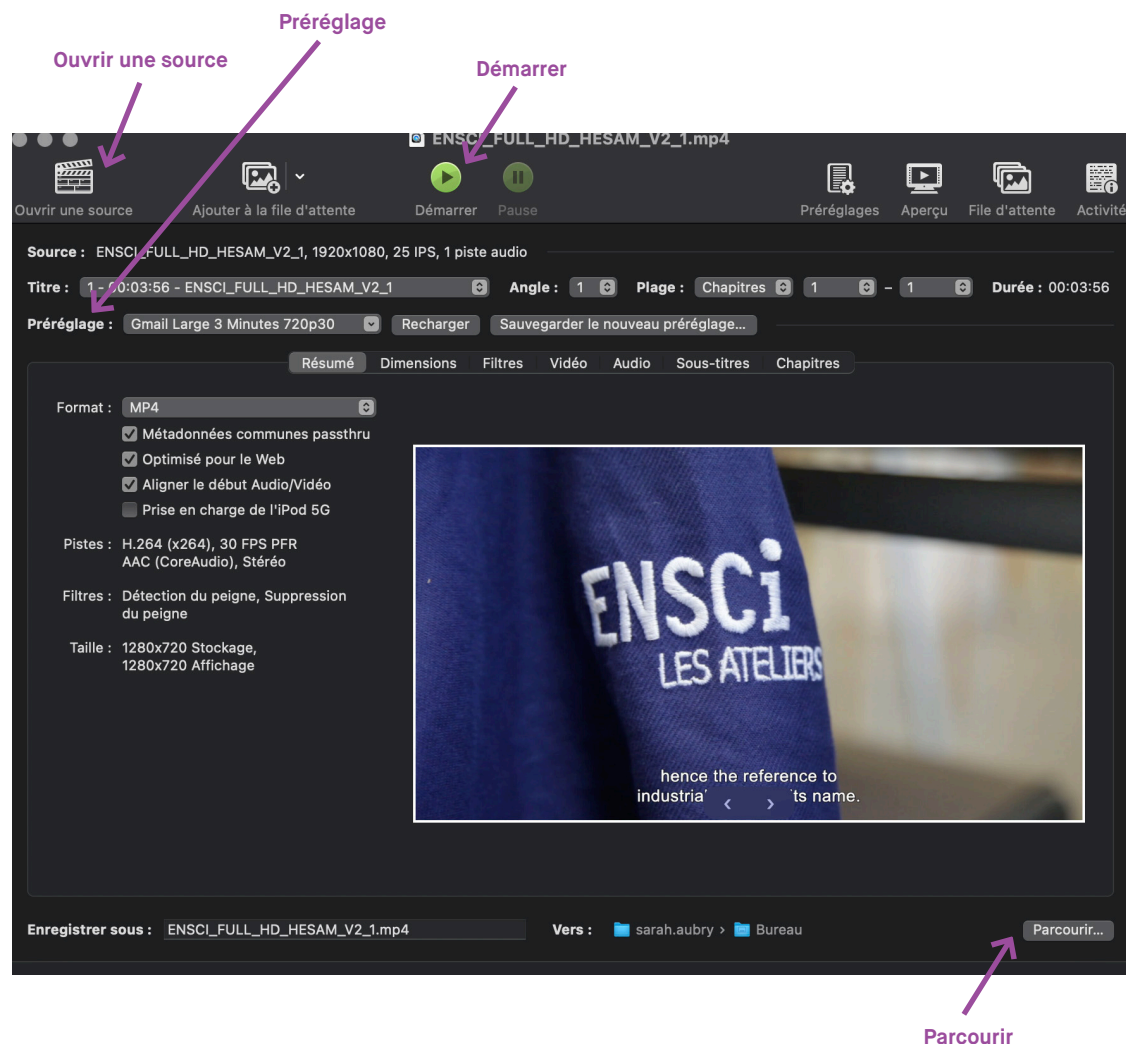 Préréglage
Ouvrir une source
Démarrer
ENSCI_FULL_HD_HESAM_V2_1.mp4
Ouvrir une source Ajouter à la file d'attente Démarrer Pause Préréglages Aperçu File d'attente Activité
Source : ENSCI_FULL_HD_HESAM_V2_1, 1920x1080, 25 IPS, 1 piste audio
Titre : 1 - 00:03:56 - ENSCI_FULL_HD_HESAM_V2_1 Angle : 1 Plage : Chapitres 1 – 1 Durée : 00:03:56
Préréglage : Gmail Large 3 Minutes 720p30 Recharger Sauvegarder le nouveau préréglage...
Résumé Dimensions Filtres Vidéo Audio Sous-titres Chapitres
Format : MP4
Métadonnées communes passthru
Optimisé pour le Web
Aligner le début Audio/Vidéo
Prise en charge de l'iPod 5G
Pistes : H.264 (x264), 30 FPS PFR
AAC (CoreAudio), Stéréo
Filtres : Détection du peigne, Suppression
du peigne
Taille : 1280x720 Stockage,
1280x720 Affichage
ENSCi
LES ATELIERS
hence the reference to
name.
Enregistrer sous : ENSCI_FULL_HD_HESAM_V2_1.mp4 Vers : sarah.aubry › Bureau Parcourir...
Parcourir